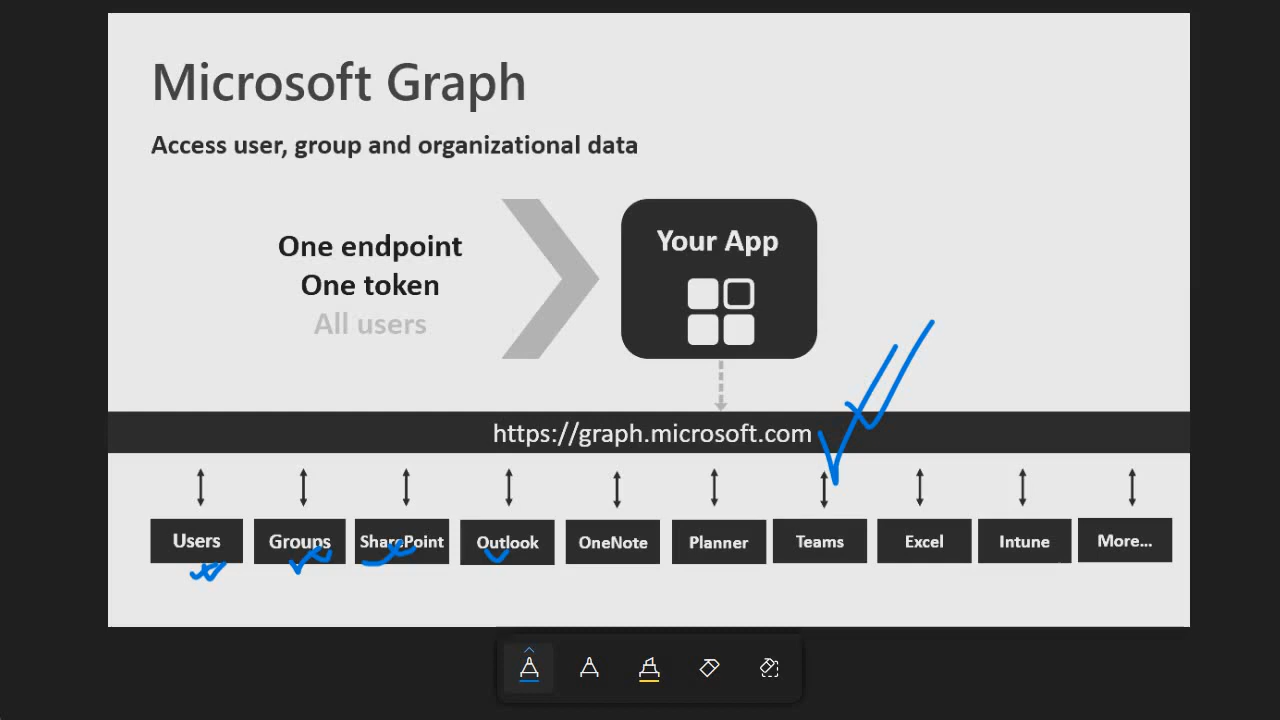 Microsoft Graph
Access user, group and organizational data
One endpoint
One token
All users
Your App
https://graph.microsoft.com
Users Groups SharePoint Outlook OneNote Planner Teams Excel Intune More...